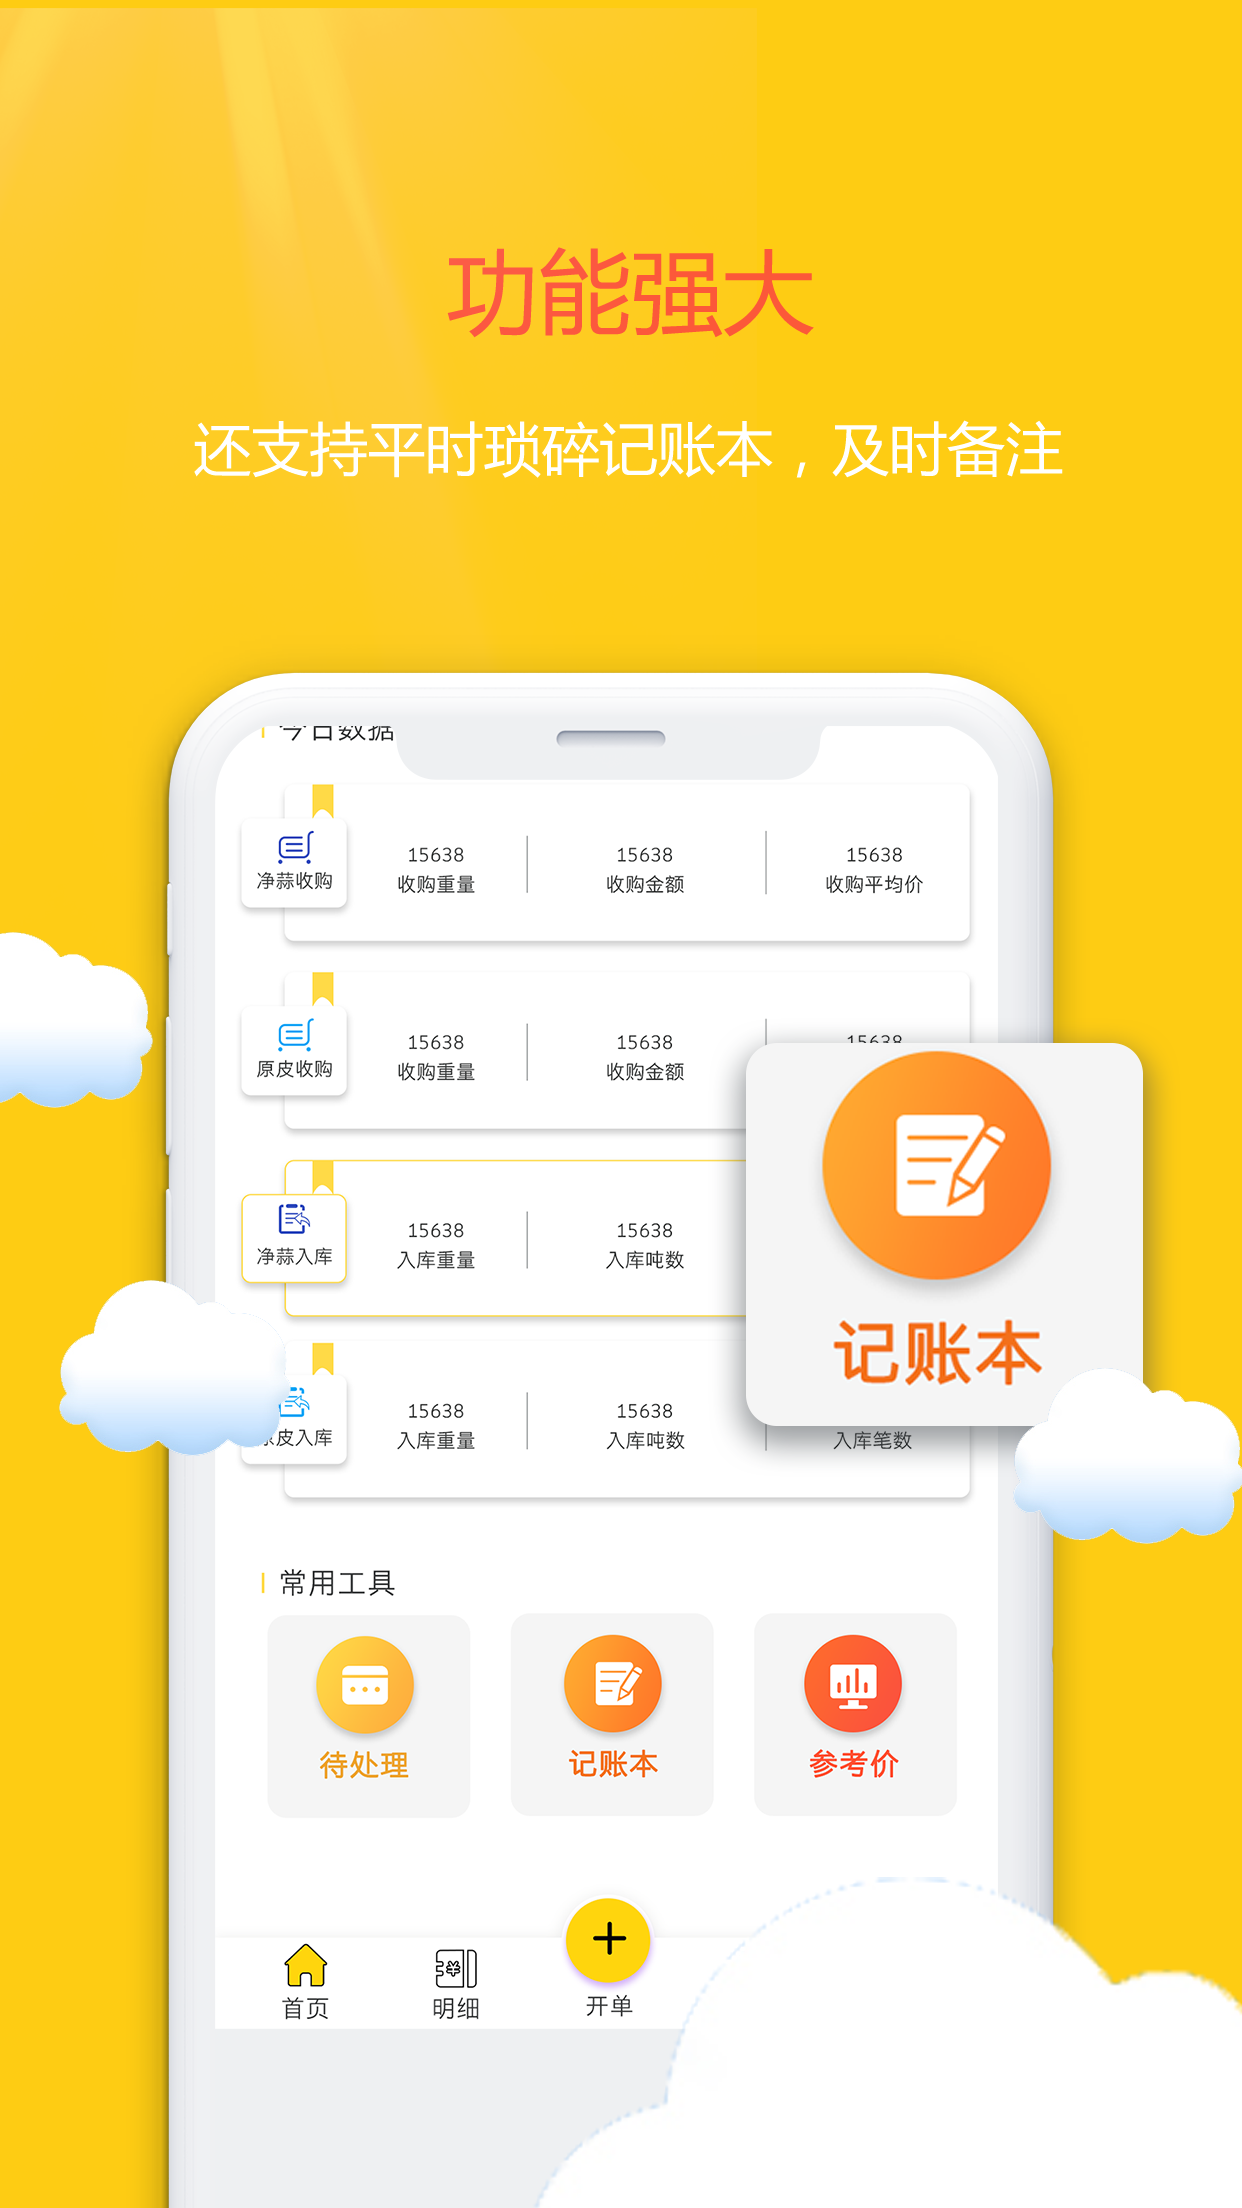 功能强大
还支持平时琐碎记账本，及时备注
今日数据
净蒜收购
15638
收购重量
15638
收购金额
15638
收购平均价
原皮收购
15638
收购重量
15638
收购金额
15638
净蒜入库
15638
入库重量
15638
入库吨数
记账本
原皮入库
15638
入库重量
15638
入库吨数
入库笔数
常用工具
待处理
记账本
参考价
首页
明细
开单